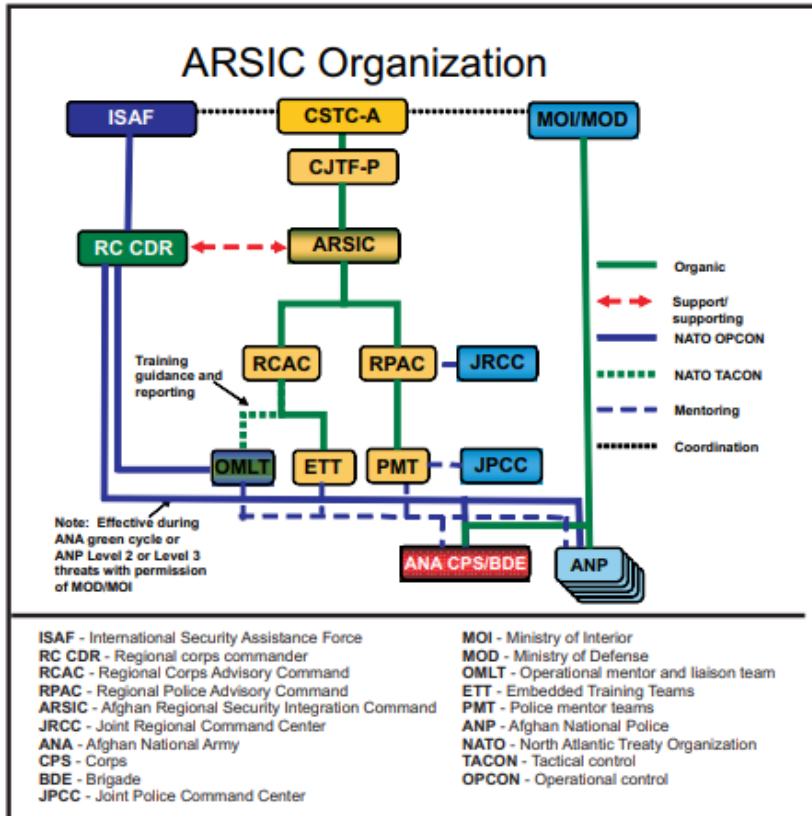 ARSIC Organization
ISAF
CSTC-A
MOI/MOD
CJTF-P
RC CDR
ARSIC
Organic
Support/
supporting
NATO OPCON
NATO TACON
Mentoring
Coordination
Training
guidance and
reporting
RCAC
RPAC
JRCC
OMLT
ETT
PMT
JPCC
Note: Effective during
ANA green cycle or
ANP Level 2 or Level 3
threats with permission
of MOD/MOI
ANA CPS/BDE
ANP
ISAF - International Security Assistance Force
RC CDR - Regional corps commander
RCAC - Regional Corps Advisory Command
RPAC - Regional Police Advisory Command
ARSIC - Afghan Regional Security Integration Command
JRCC - Joint Regional Command Center
ANA - Afghan National Army
CPS - Corps
BDE - Brigade
JPCC - Joint Police Command Center
MOI - Ministry of Interior
MOD - Ministry of Defense
OMLT - Operational mentor and liaison team
ETT - Embedded Training Teams
PMT - Police mentor teams
ANP - Afghan National Police
NATO - North Atlantic Treaty Organization
TACON - Tactical control
OPCON - Operational control